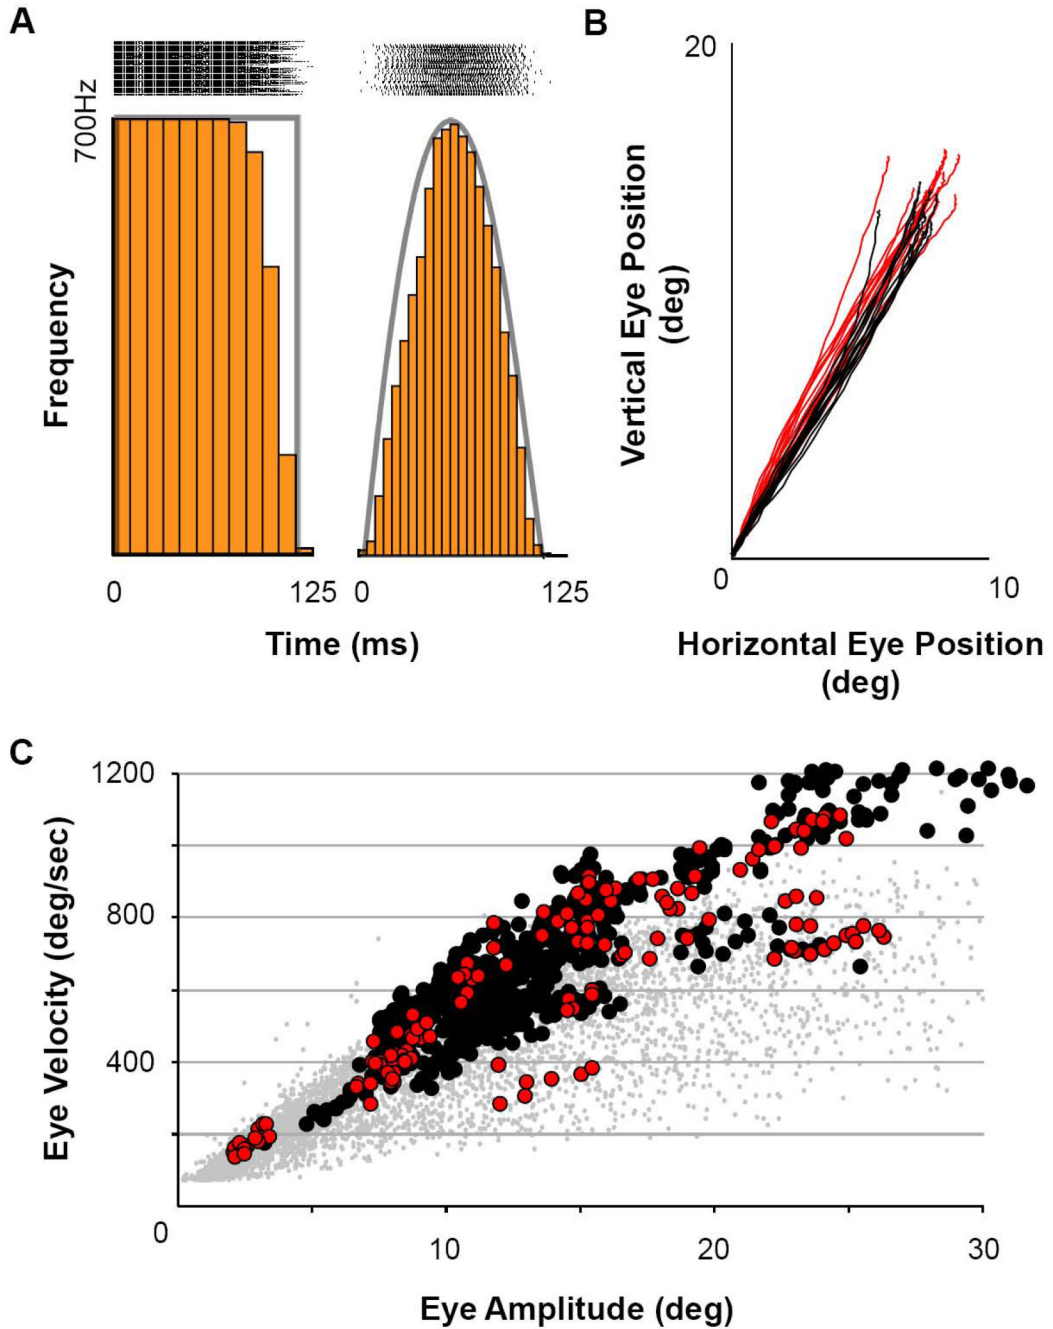 A
700Hz
Frequency
0
125
0
125
Time (ms)
B
20
Vertical Eye Position
(deg)
0
10
Horizontal Eye Position
(deg)
C
1200
800
400
Eye Velocity (deg/sec)
0
10
20
30
Eye Amplitude (deg)